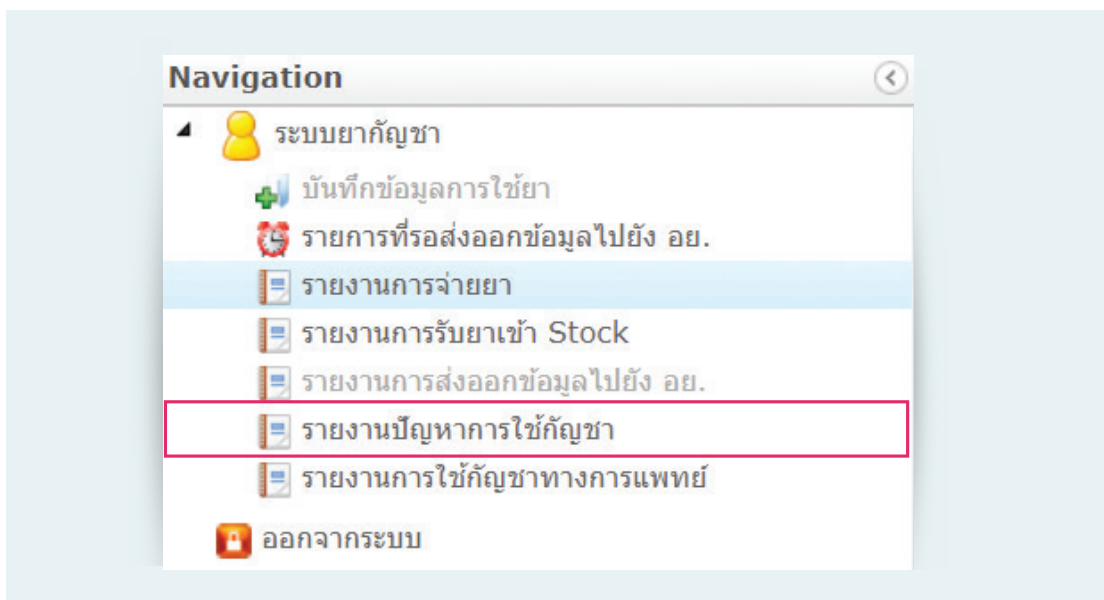 Navigation
ระบบยากัญชา
บันทึกข้อมูลการใช้ยา
รายการที่รอส่งออกข้อมูลไปยัง อย.
รายงานการจ่ายยา
รายงานการรับยาเข้า Stock
รายงานการส่งออกข้อมูลไปยัง อย.
รายงานปัญหาการใช้กัญชา
รายงานการใช้กัญชาทางการแพทย์
ออกจากระบบ